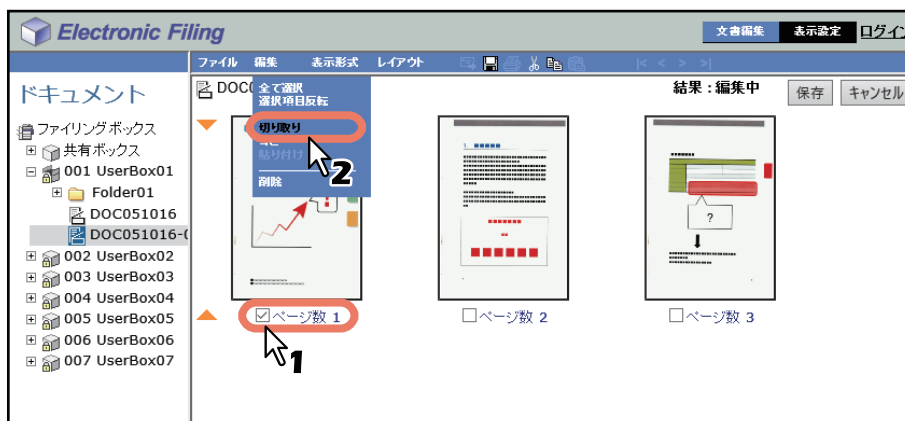 Electronic Filing
文書編集 表示設定 ログイン
ファイル 編集 表示形式 レイアウト
|< < > >|
ドキュメント
ファイリングボックス
共有ボックス
001 UserBox01
Folder01
DOC051016
DOC051016-0
002 UserBox02
003 UserBox03
004 UserBox04
005 UserBox05
006 UserBox06
007 UserBox07
DOC0
結果:編集中
保存 キャンセル
全て選択
選択項目反転
切り取り
貼り付け
削除
2
?
ページ数 1
ページ数 2
ページ数 3
1